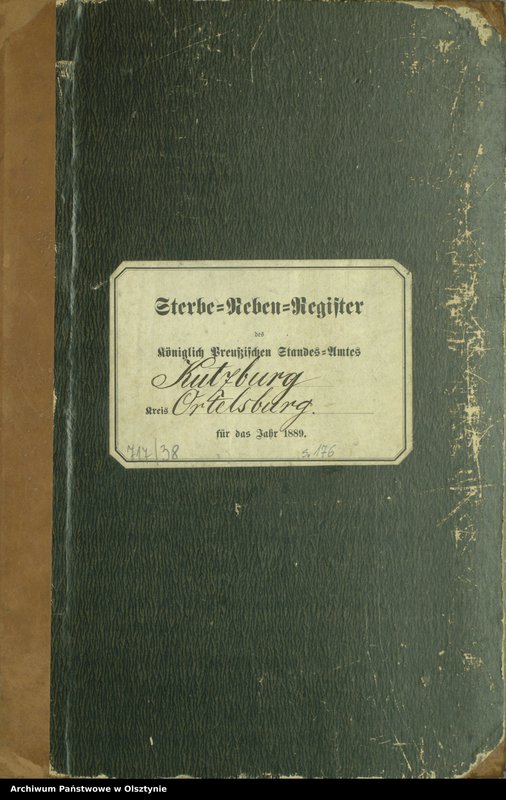 Sterbe=Neben=Register
des
Königlich Preußischen Standes=Amtes
Kutzburg
Kreis Ortelsburg.
für das Jahr 1889.
717/38
s. 176
Archiwum Państwowe w Olsztynie